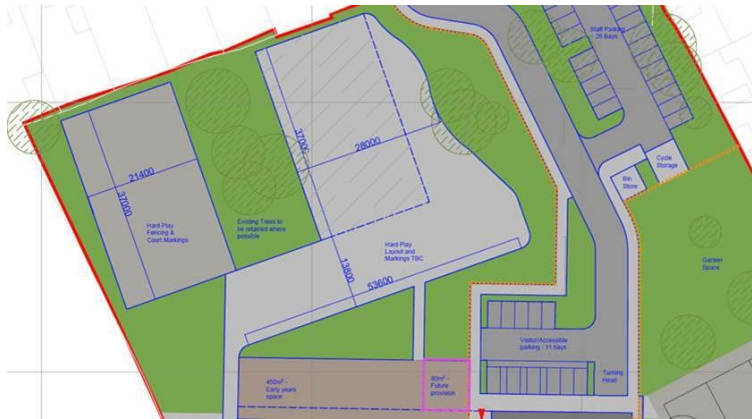 Staff Parking
26 Bays
37000
28000
21400
37000
Cycle
Storage
Bin
Store
Existing Trees to
be retained where
possible
Hard Play
Fencing &
Court Markings
Hard Play
Layout and
Markings TBC
Garden
Space
13800
53600
Visitor/Accessible
parking - 11 bays
450m² -
Early years
space
80m² -
Future
provision
Turning
Head